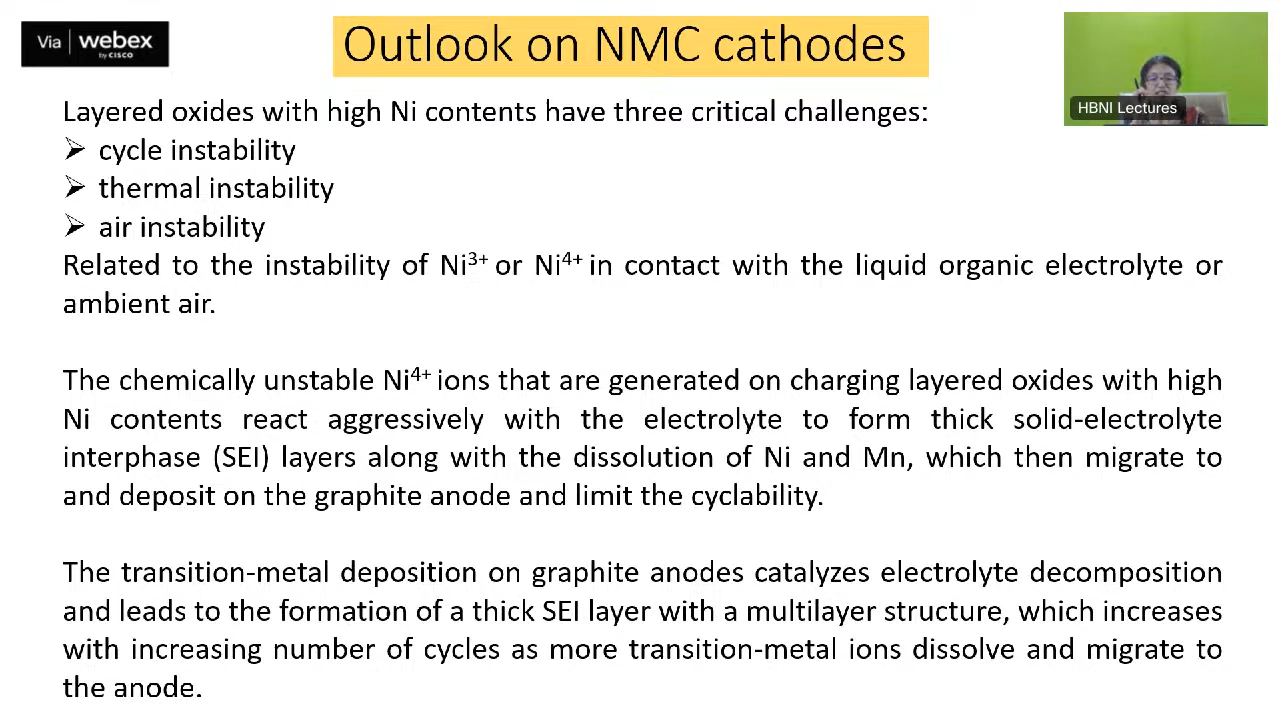 Via webex
by CISCO
Outlook on NMC cathodes
HBNI Lectures
Layered oxides with high Ni contents have three critical challenges:
➢ cycle instability
➢ thermal instability
➢ air instability
Related to the instability of Ni³⁺ or Ni⁴⁺ in contact with the liquid organic electrolyte or
ambient air.
The chemically unstable Ni⁴⁺ ions that are generated on charging layered oxides with high
Ni contents react aggressively with the electrolyte to form thick solid-electrolyte
interphase (SEI) layers along with the dissolution of Ni and Mn, which then migrate to
and deposit on the graphite anode and limit the cyclability.
The transition-metal deposition on graphite anodes catalyzes electrolyte decomposition
and leads to the formation of a thick SEI layer with a multilayer structure, which increases
with increasing number of cycles as more transition-metal ions dissolve and migrate to
the anode.